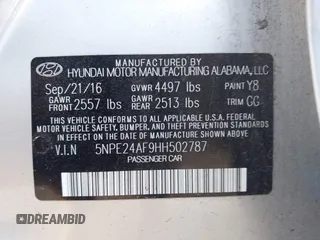 HYUNDAI MOTOR MANUFACTURING ALABAMA, LLC
Sep/21/16 GVWR 4497 lbs PAINT Y8
GAWR FRONT 2557 lbs GAWR REAR 2513 lbs TRIM GG
THIS VEHICLE CONFORMS TO ALL APPLICABLE U.S.
FEDERAL MOTOR VEHICLE SAFETY, BUMPER, AND THEFT
PREVENTION STANDARDS IN EFFECT ON THE DATE OF
MANUFACTURE SHOWN ABOVE.
V.I.N 5NPE24AF9HH502787
PASSENGER CAR
DREAMBID